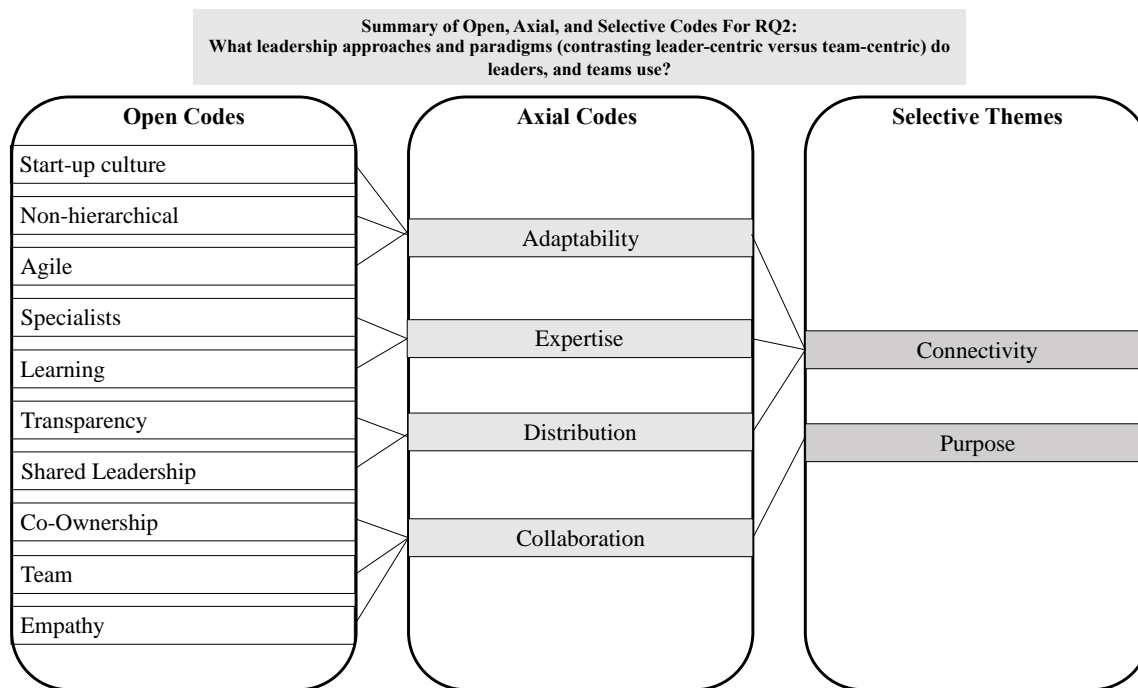 Summary of Open, Axial, and Selective Codes For RQ2:
What leadership approaches and paradigms (contrasting leader-centric versus team-centric) do
leaders, and teams use?
Open Codes
Start-up culture
Non-hierarchical
Agile
Specialists
Learning
Transparency
Shared Leadership
Co-Ownership
Team
Empathy
Axial Codes
Adaptability
Expertise
Distribution
Collaboration
Selective Themes
Connectivity
Purpose